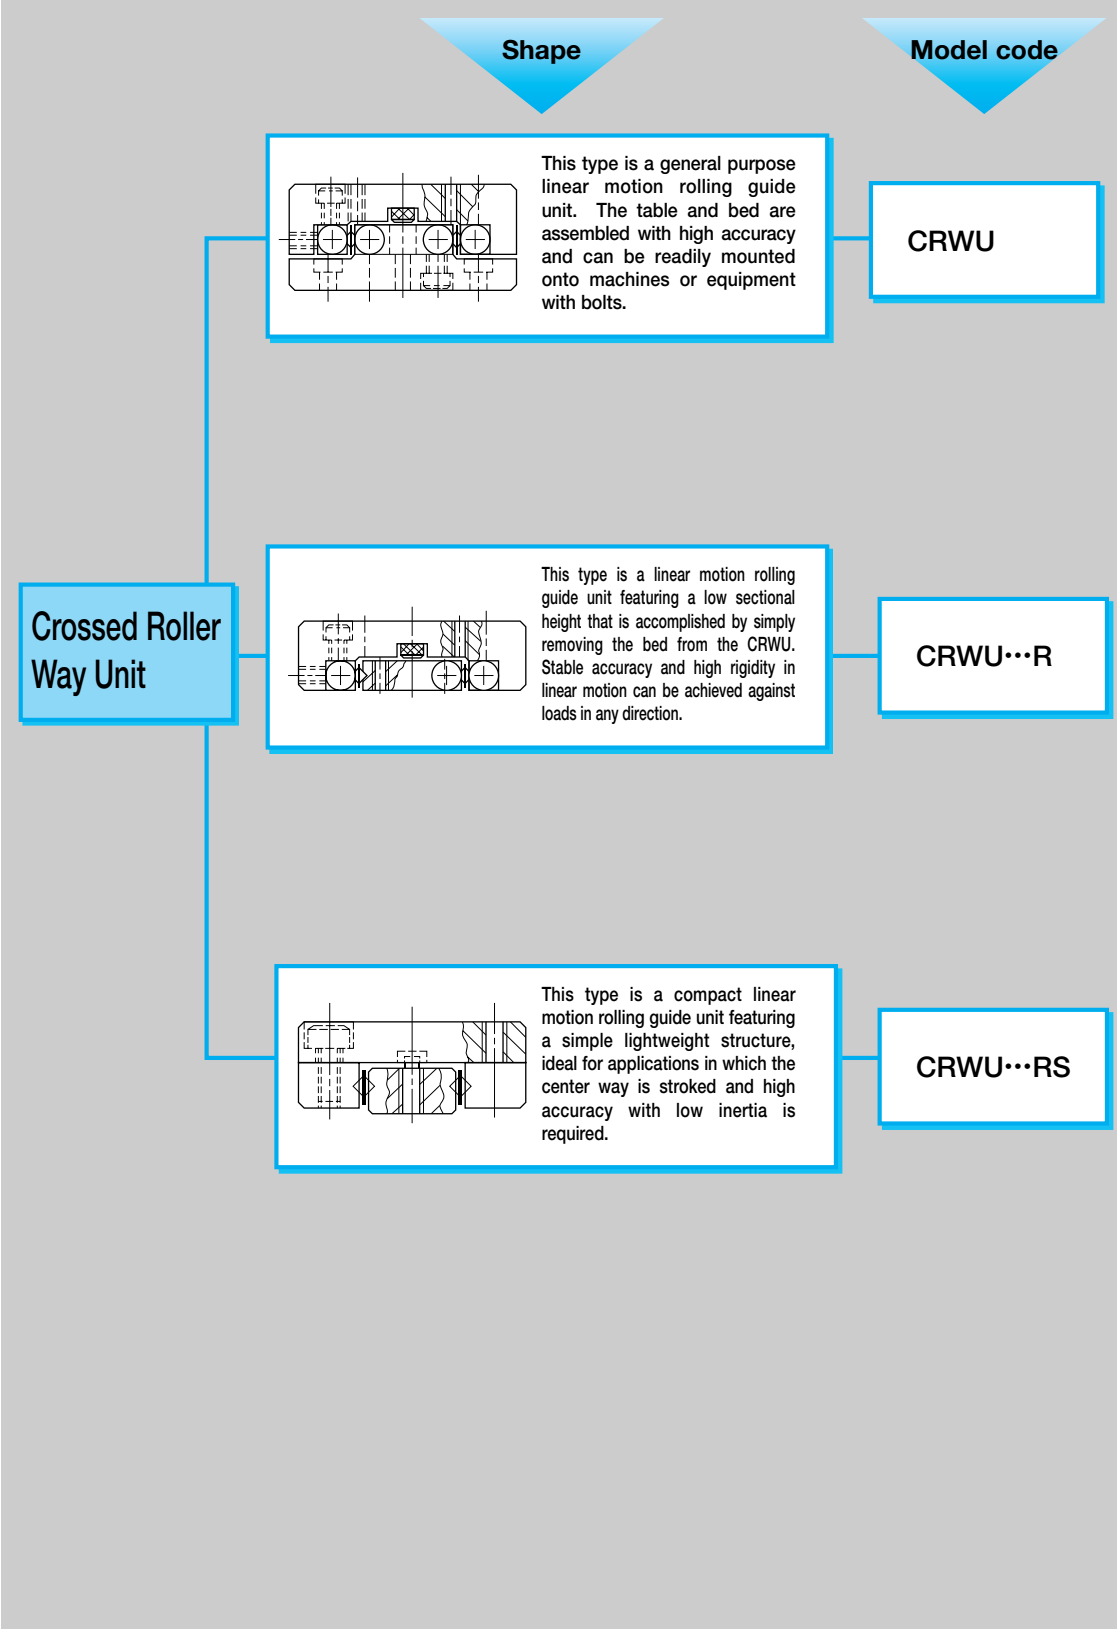 Shape
Model code
This type is a general purpose
linear motion rolling guide
unit. The table and bed are
assembled with high accuracy
and can be readily mounted
onto machines or equipment
with bolts.
CRWU
Crossed Roller
Way Unit
This type is a linear motion rolling
guide unit featuring a low sectional
height that is accomplished by simply
removing the bed from the CRWU.
Stable accuracy and high rigidity in
linear motion can be achieved against
loads in any direction.
CRWU···R
This type is a compact linear
motion rolling guide unit featuring
a simple lightweight structure,
ideal for applications in which the
center way is stroked and high
accuracy with low inertia is
required.
CRWU···RS